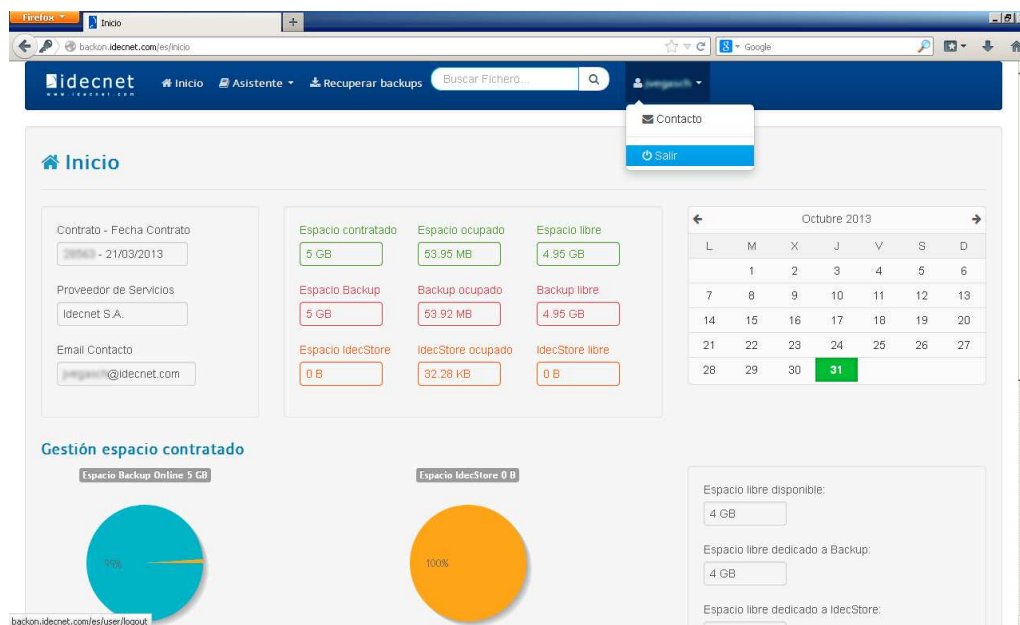 Firefox
Inicio
backon.idecnet.com/es/inicio
Google
idecnet
www.idecnet.com
Inicio
Asistente
Recuperar backups
Buscar Fichero...
Contacto
Salir
Inicio
Contrato - Fecha Contrato
- 21/03/2013
Proveedor de Servicios
Idecnet S.A.
Email Contacto
@idecnet.com
Espacio contratado Espacio ocupado Espacio libre
5 GB 53.95 MB 4.95 GB
Espacio Backup Backup ocupado Backup libre
5 GB 53.92 MB 4.95 GB
Espacio IdecStore IdecStore ocupado IdecStore libre
0 B 32.28 KB 0 B
Octubre 2013
L M X J V S D
1 2 3 4 5 6
7 8 9 10 11 12 13
14 15 16 17 18 19 20
21 22 23 24 25 26 27
28 29 30 31
Gestión espacio contratado
Espacio Backup Online 5 GB
99%
Espacio IdecStore 0 B
100%
Espacio libre disponible:
4 GB
Espacio libre dedicado a Backup:
4 GB
Espacio libre dedicado a IdecStore:
backon.idecnet.com/es/user/logout